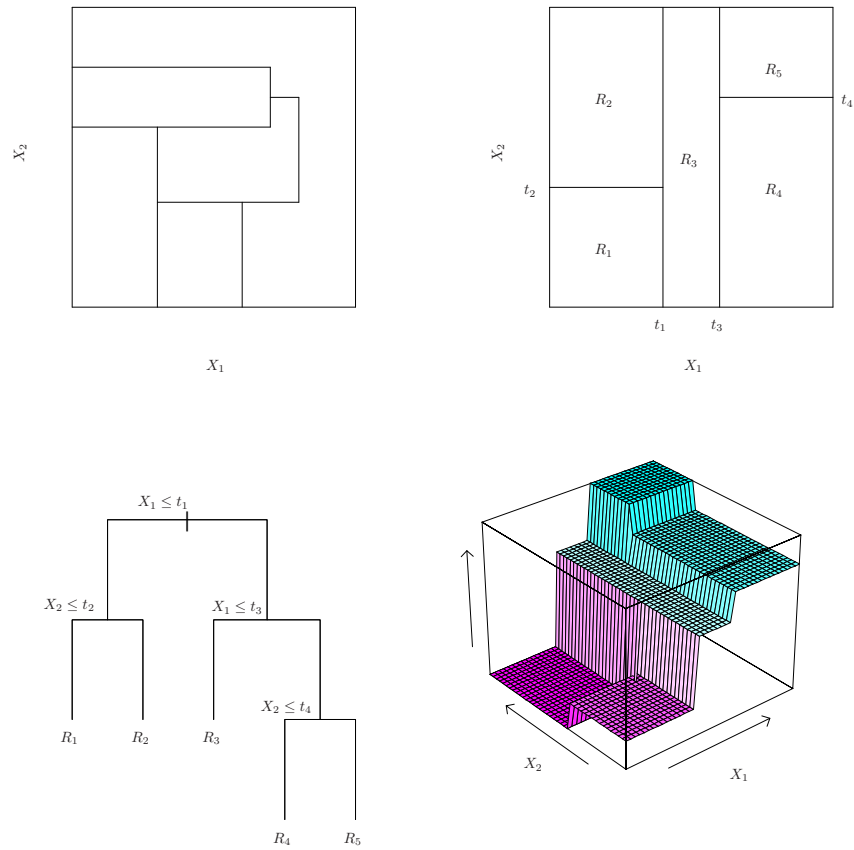 X₂
X₁
R₅
R₂
t₄
X₂
R₃
t₂
R₄
R₁
t₁ t₃
X₁
X₁ ≤ t₁
X₂ ≤ t₂ X₁ ≤ t₃
X₂ ≤ t₄
R₁ R₂ R₃
R₄ R₅
X₂
X₁